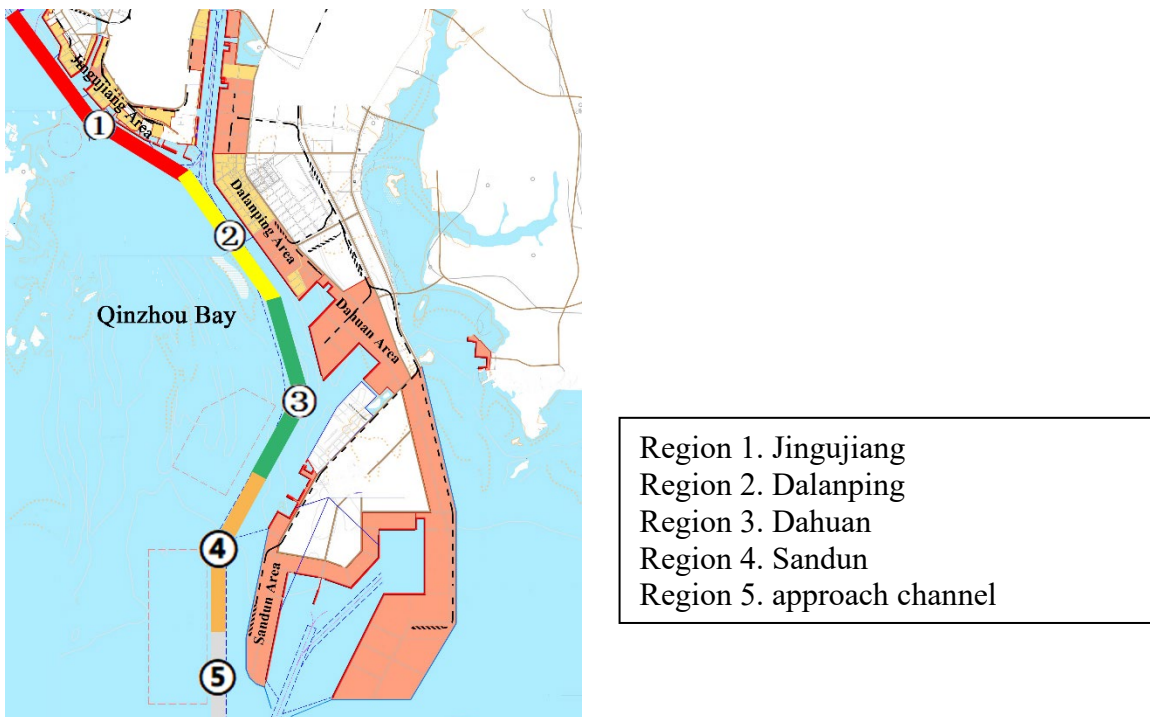 Jingujiang Area
①
Dalanping Area
②
Qinzhou Bay
Dahuan Area
③
④
Sandun Area
⑤
Region 1. Jingujiang
Region 2. Dalanping
Region 3. Dahuan
Region 4. Sandun
Region 5. approach channel